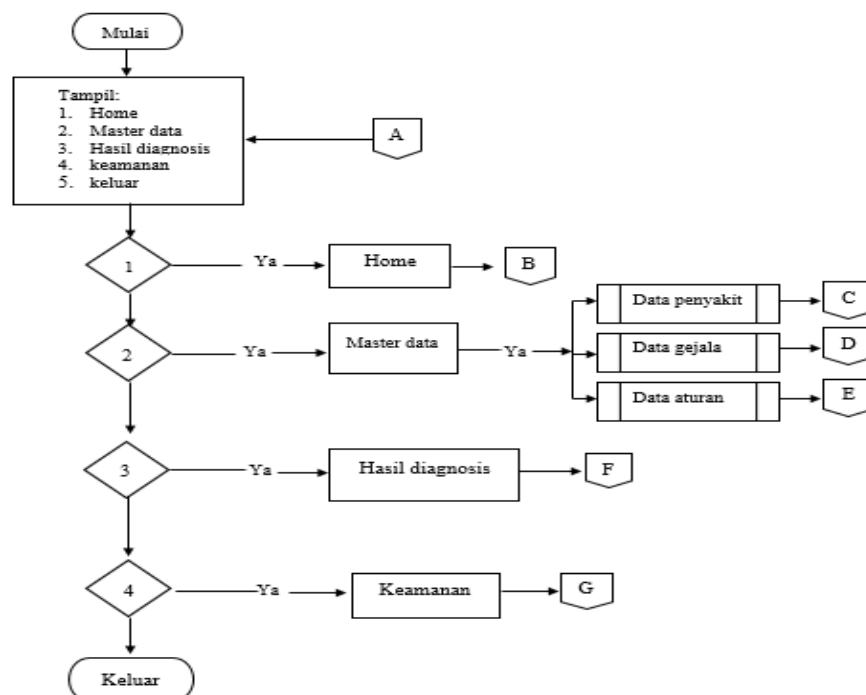 Mulai
Tampil:
1. Home
2. Master data
3. Hasil diagnosis
4. keamanan
5. keluar
A
1
Ya
Home
B
2
Ya
Master data
Ya
Data penyakit
C
Data gejala
D
Data aturan
E
3
Ya
Hasil diagnosis
F
4
Ya
Keamanan
G
Keluar